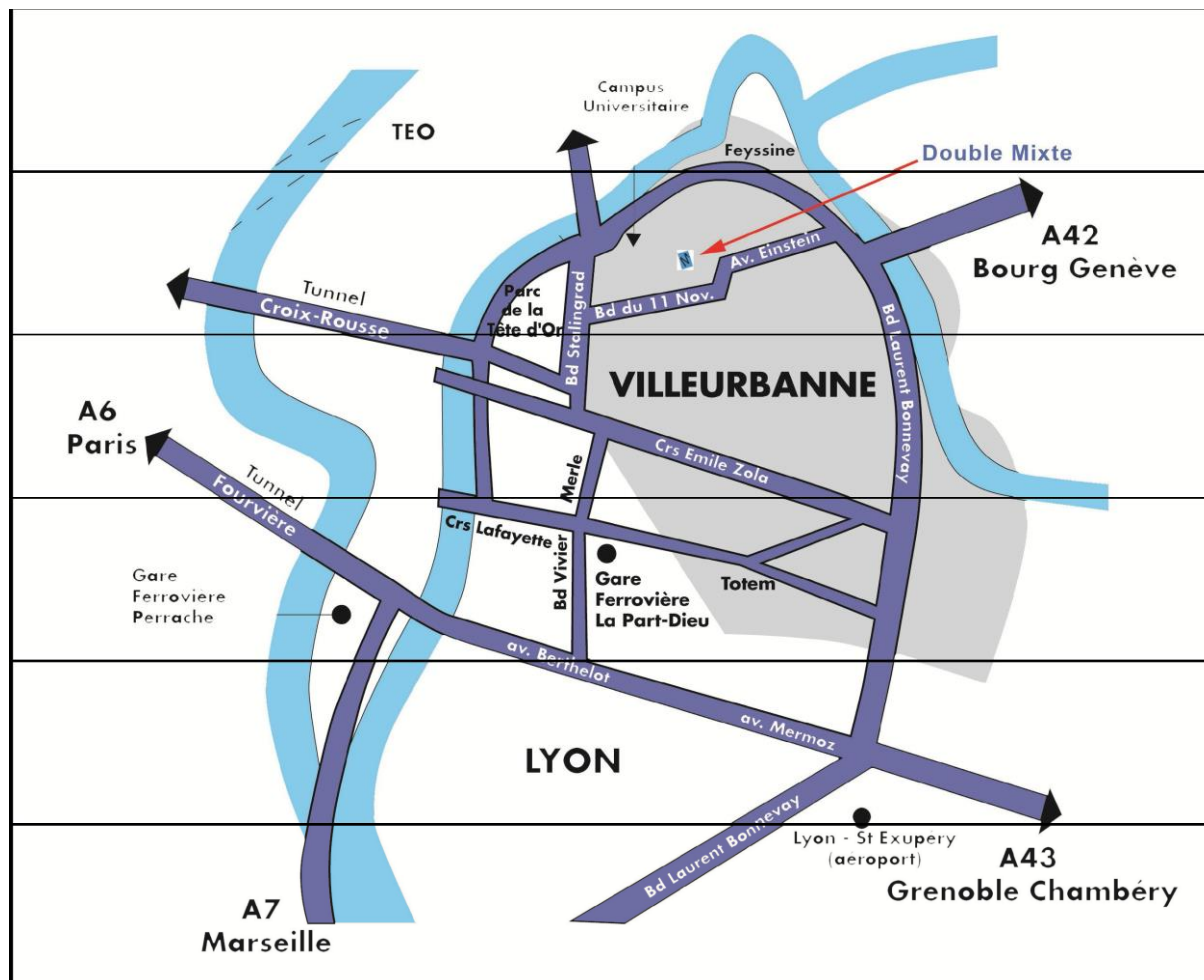 Campus
Universitaire
TEO
Feyssine
Double Mixte
A42
Bourg Genève
Av. Einstein
Tunnel
Croix-Rousse
Parc
de la
Tête d'Or
Bd Stalingrad
Bd du 11 Nov.
Bd Laurent Bonnevay
VILLEURBANNE
A6
Paris
Tunnel
Fourvière
Crs Emile Zola
Merle
Crs Lafayette
Bd Vivier
Gare
Ferrovière
La Part-Dieu
Totem
Gare
Ferrovière
Perrache
av. Berthelot
av. Mermoz
LYON
Bd Laurent Bonnevay
Lyon - St Exupéry
(aéroport)
A43
Grenoble Chambéry
A7
Marseille